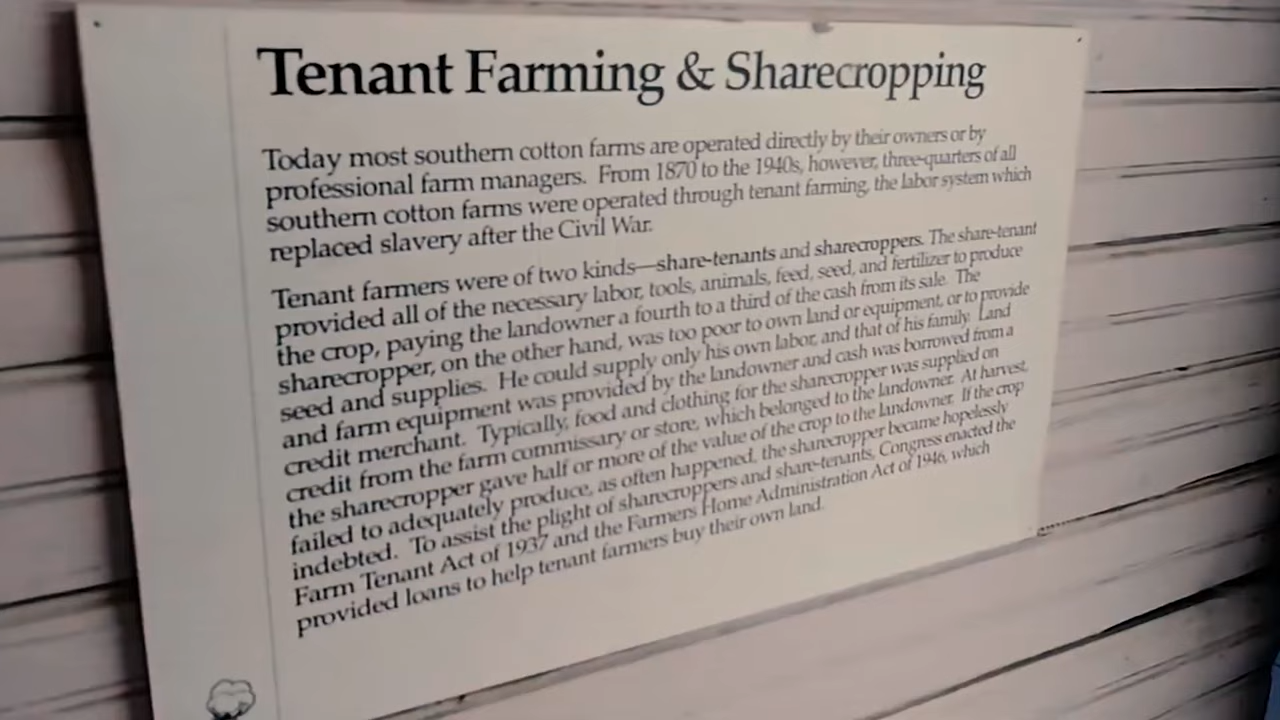 Tenant Farming & Sharecropping
Today most southern cotton farms are operated directly by their owners or by
professional farm managers. From 1870 to the 1940s, however, three-quarters of all
southern cotton farms were operated through tenant farming, the labor system which
replaced slavery after the Civil War.
Tenant farmers were of two kinds—share-tenants and sharecroppers. The share-tenant
provided all of the necessary labor, tools, animals, feed, seed, and fertilizer to produce
the crop, paying the landowner a fourth to a third of the cash from its sale. The
sharecropper, on the other hand, was too poor to own land or equipment, or to provide
seed and supplies. He could supply only his own labor, and that of his family. Land
and farm equipment was provided by the landowner and cash was borrowed from a
credit merchant. Typically, food and clothing for the sharecropper was supplied on
credit from the farm commissary or store, which belonged to the landowner. At harvest,
the sharecropper gave half or more of the value of the crop to the landowner. If the crop
failed to adequately produce, as often happened, the sharecropper became hopelessly
indebted. To assist the plight of sharecroppers and share-tenants, Congress enacted the
Farm Tenant Act of 1937 and the Farmers Home Administration Act of 1946, which
provided loans to help tenant farmers buy their own land.